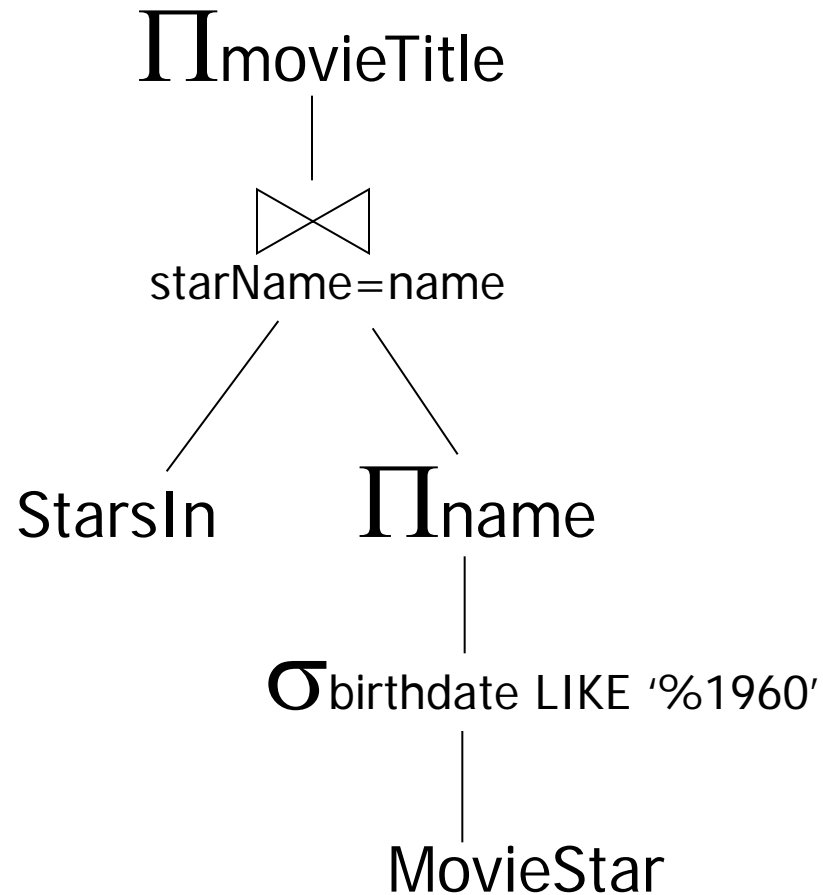 ΠmovieTitle
starName=name
StarsIn
Πname
σbirthdate LIKE ‘%1960’
MovieStar